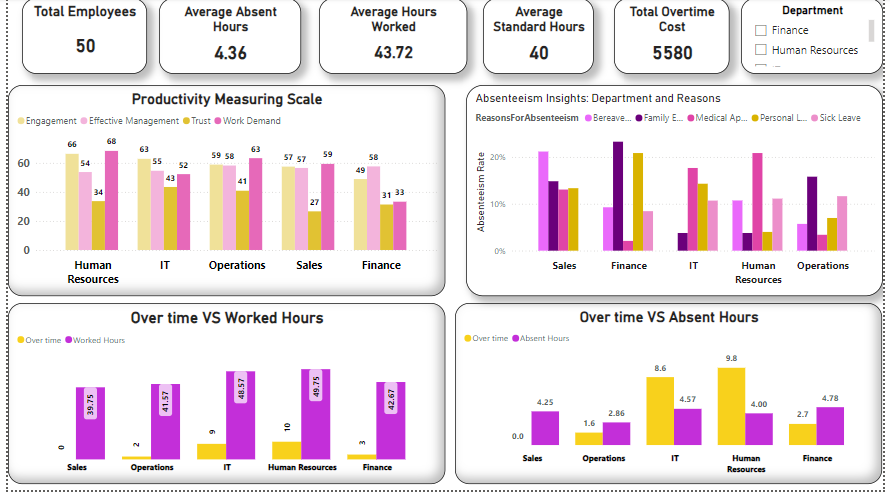 Total Employees
50
Average Absent
Hours
4.36
Average Hours
Worked
43.72
Average
Standard Hours
40
Total Overtime
Cost
5580
Department
Finance
Human Resources
Productivity Measuring Scale
Engagement Effective Management Trust Work Demand
60
40
20
0
66 54 34 68
63 55 43 52
59 58 41 63
57 57 27 59
49 58 31 33
Human
Resources
IT
Operations
Sales
Finance
Absenteeism Insights: Department and Reasons
ReasonsForAbsenteeism Bereave... Family E... Medical Ap... Personal L... Sick Leave
Absenteeism Rate
20%
10%
0%
Sales
Finance
IT
Human
Resources
Operations
Over time VS Worked Hours
Over time Worked Hours
0 39.75
2 41.57
9 48.57
10 49.75
3 42.67
Sales Operations IT Human Resources Finance
Over time VS Absent Hours
Over time Absent Hours
0.0 4.25
1.6 2.86
8.6 4.57
9.8 4.00
2.7 4.78
Sales
Operations
IT
Human
Resources
Finance